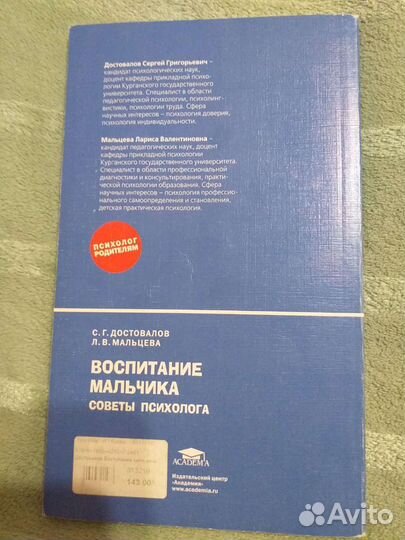 Достовалов Сергей Григорьевич –
кандидат психологических наук,
доцент кафедры прикладной психо-
логии Курганского государственного
университета. Специалист в области
педагогической психологии, психолинг-
вистики, психологии труда. Сфера
научных интересов – психология доверия,
психология индивидуальности.
Мальцева Лариса Валентиновна –
кандидат педагогических наук, доцент
кафедры прикладной психологии
Курганского государственного университета.
Специалист в области профессиональной
диагностики и консультирования, практи-
ческой психологии образования. Сфера
научных интересов – психология профессио-
нального самоопределения и становления,
детская практическая психология.
ПСИХОЛОГ
РОДИТЕЛЯМ
С. Г. ДОСТОВАЛОВ
Л. В. МАЛЬЦЕВА
ВОСПИТАНИЕ
МАЛЬЧИКА
СОВЕТЫ ПСИХОЛОГА
143.00
ACADEMA
Издательский центр
«Академия»
www.academia.ru
Avito